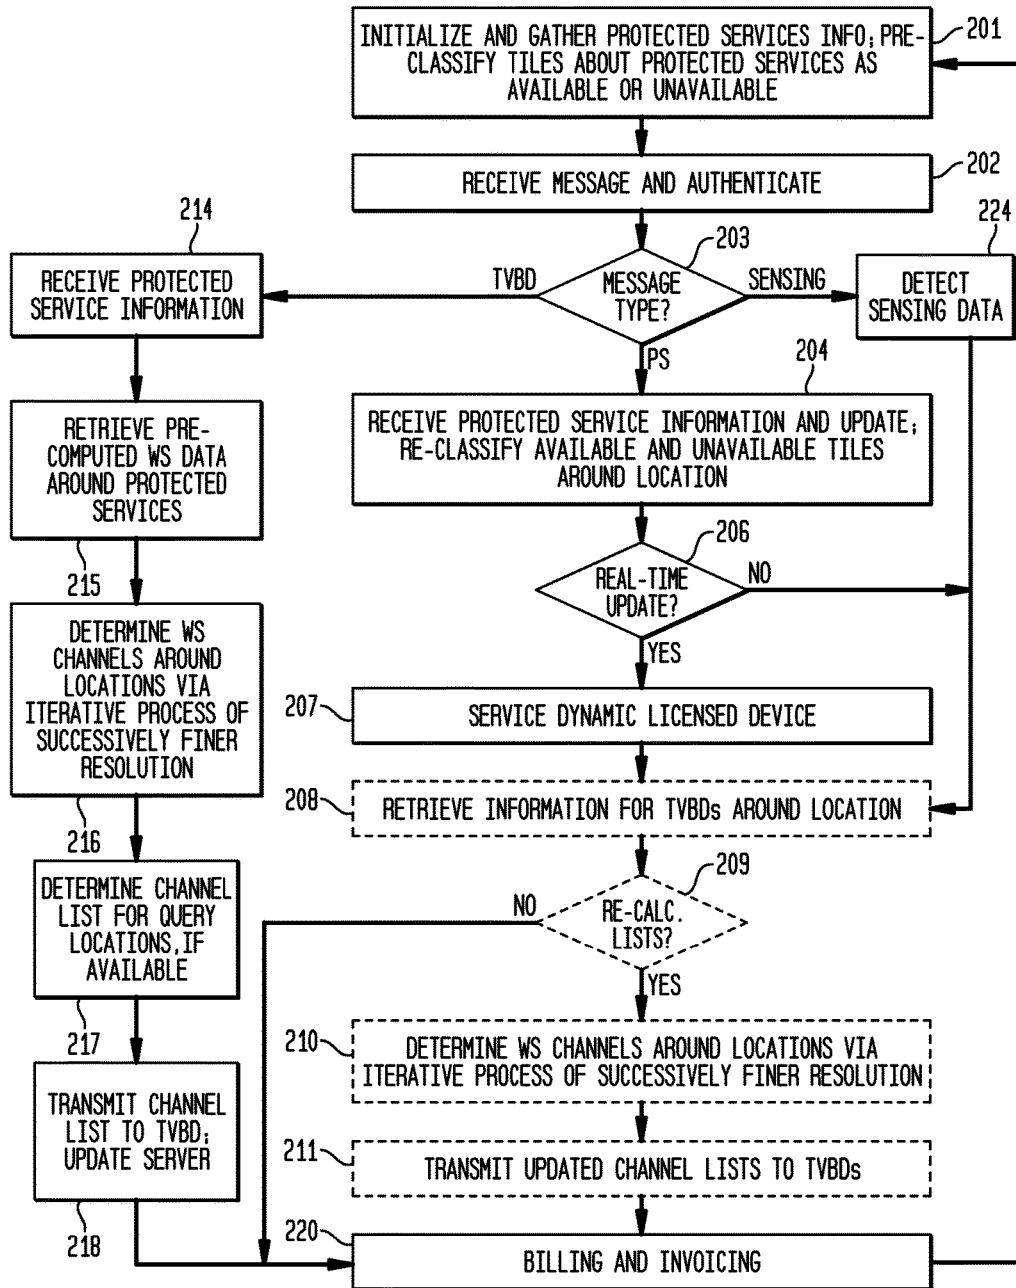 INITIALIZE AND GATHER PROTECTED SERVICES INFO; PRE-
CLASSIFY TILES ABOUT PROTECTED SERVICES AS
AVAILABLE OR UNAVAILABLE
201
RECEIVE MESSAGE AND AUTHENTICATE
202
MESSAGE
TYPE?
203
TVBD
SENSING
PS
214
RECEIVE PROTECTED
SERVICE INFORMATION
224
DETECT
SENSING DATA
204
RECEIVE PROTECTED SERVICE INFORMATION AND UPDATE;
RE-CLASSIFY AVAILABLE AND UNAVAILABLE TILES
AROUND LOCATION
RETRIEVE PRE-
COMPUTED WS DATA
AROUND PROTECTED
SERVICES
215
206
REAL-TIME
UPDATE?
NO
YES
DETERMINE WS
CHANNELS AROUND
LOCATIONS VIA
ITERATIVE PROCESS OF
SUCCESSIVELY FINER
RESOLUTION
216
207
SERVICE DYNAMIC LICENSED DEVICE
208
RETRIEVE INFORMATION FOR TVBDs AROUND LOCATION
209
RE-CALC.
LISTS?
NO
YES
DETERMINE CHANNEL
LIST FOR QUERY
LOCATIONS,IF
AVAILABLE
217
210
DETERMINE WS CHANNELS AROUND LOCATIONS VIA
ITERATIVE PROCESS OF SUCCESSIVELY FINER RESOLUTION
TRANSMIT CHANNEL
LIST TO TVBD;
UPDATE SERVER
218
211
TRANSMIT UPDATED CHANNEL LISTS TO TVBDs
220
BILLING AND INVOICING